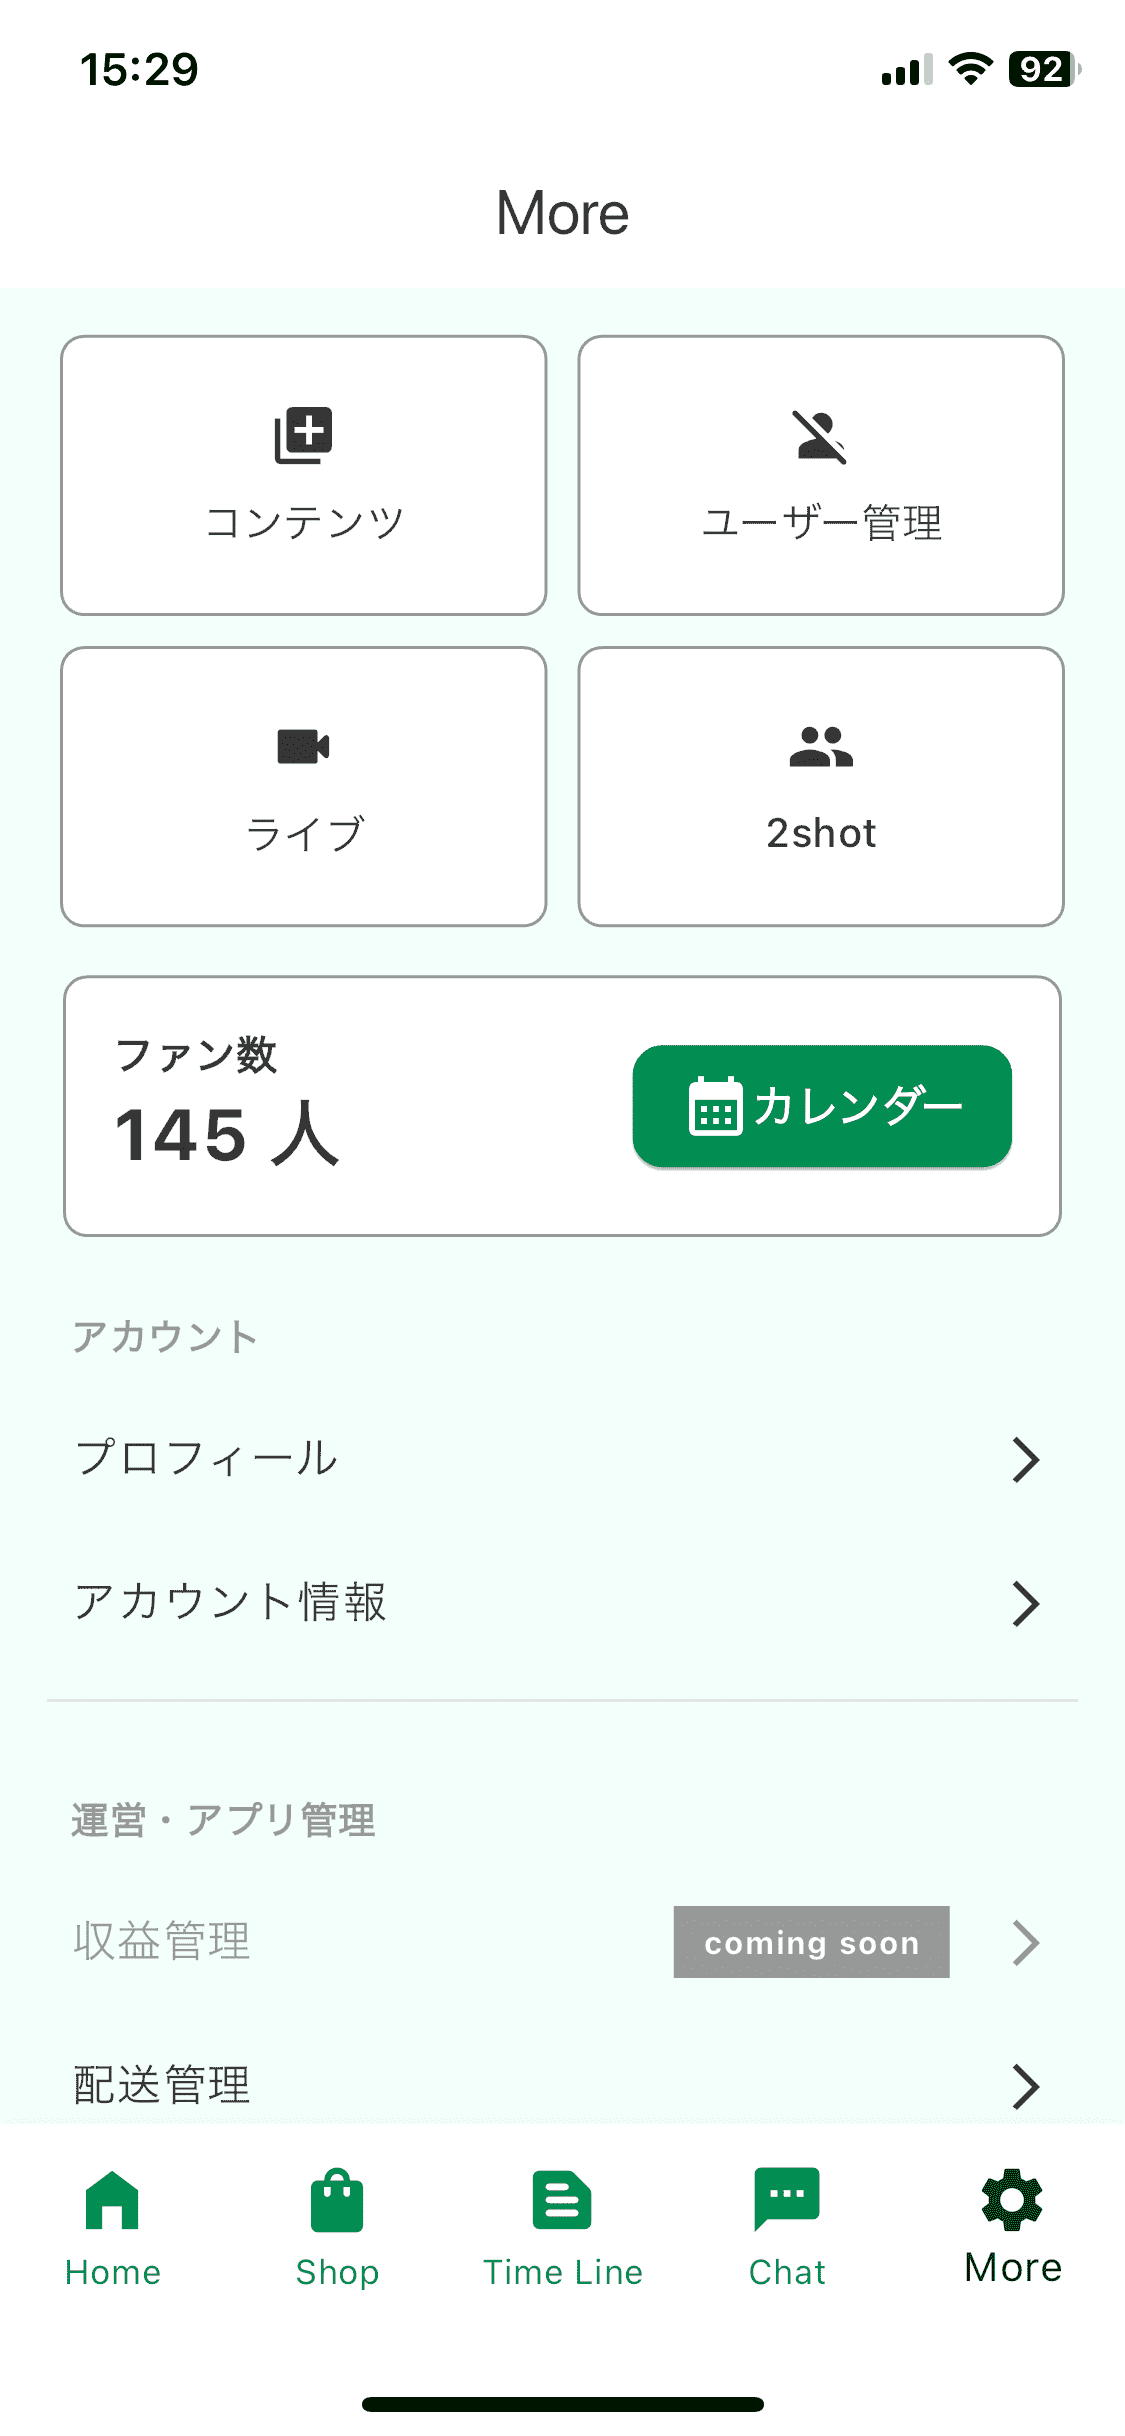 15:29
92
More
コンテンツ
ユーザー管理
ライブ
2shot
ファン数
145 人
カレンダー
アカウント
プロフィール
アカウント情報
運営・アプリ管理
収益管理
coming soon
配送管理
Home
Shop
Time Line
Chat
More